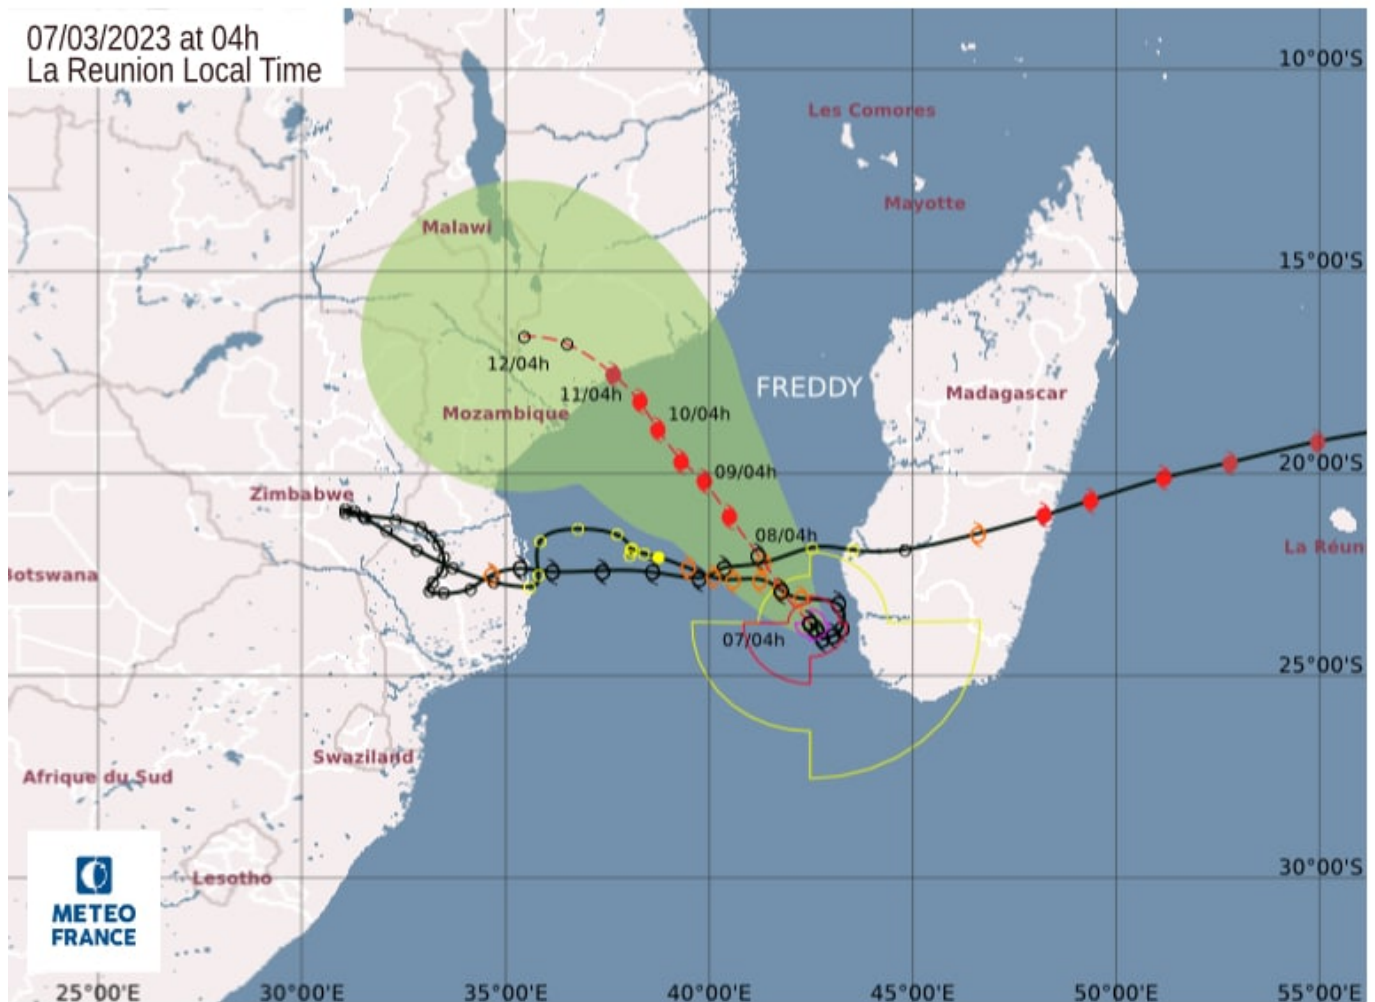 07/03/2023 at 04h
La Reunion Local Time
10°00'S
Les Comores
Mayotte
Malawi
15°00'S
12/04h
FREDDY
11/04h
Madagascar
10/04h
Mozambique
09/04h
20°00'S
Zimbabwe
08/04h
La Réun
Botswana
07/04h
25°00'S
Swaziland
Afrique du Sud
30°00'S
Lesotho
METEO
FRANCE
25°00'E
30°00'E
35°00'E
40°00'E
45°00'E
50°00'E
55°00'E